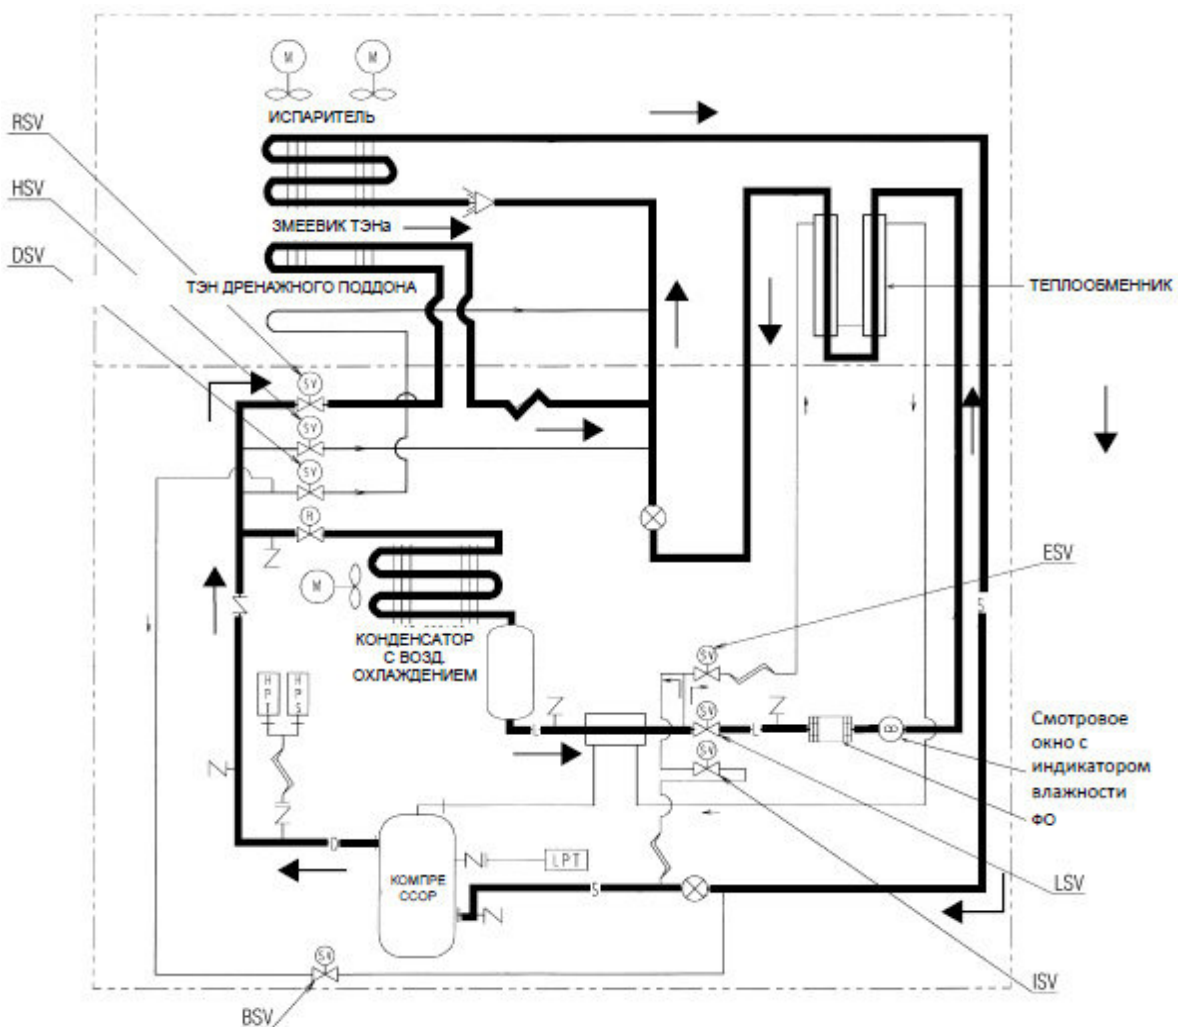 M
M
ИСПАРИТЕЛЬ
RSV
HSV
DSV
ЗМЕЕВИК ТЭНа
ТЭН ДРЕНАЖНОГО ПОДДОНА
ТЕПЛООБМЕННИК
SV
SV
SV
R
M
КОНДЕНСАТОР
С ВОЗД.
ОХЛАЖДЕНИЕМ
ESV
S
SV
HPT
HPS
L
SV
L
SV
Смотровое
окно с
индикатором
влажности
ФО
D
КОМПРЕ
ССОР
LPT
S
LSV
ISV
SV
BSV